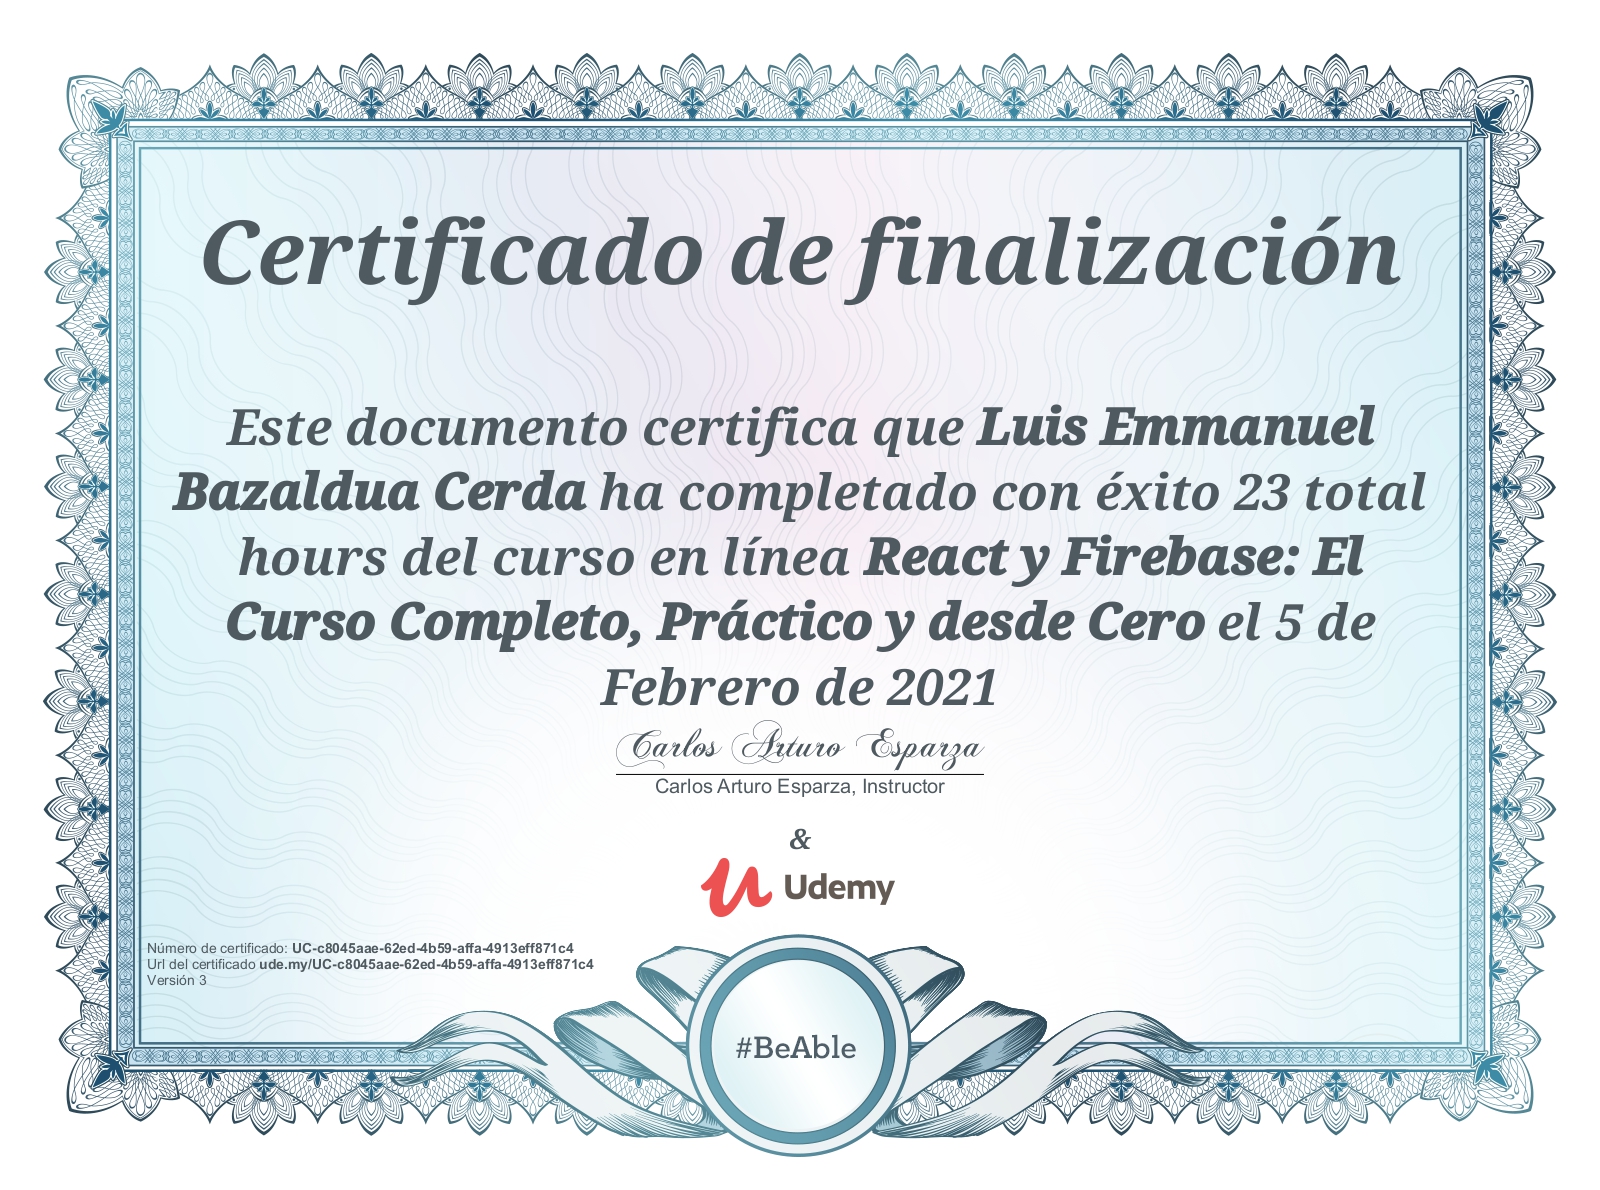 Certificado de finalización
Este documento certifica que Luis Emmanuel
Bazaldua Cerda ha completado con éxito 23 total
hours del curso en línea React y Firebase: El
Curso Completo, Práctico y desde Cero el 5 de
Febrero de 2021
Carlos Arturo Esparza
Carlos Arturo Esparza, Instructor
&
Udemy
Número de certificado: UC-c8045aae-62ed-4b59-affa-4913eff871c4
Url del certificado ude.my/UC-c8045aae-62ed-4b59-affa-4913eff871c4
Versión 3
#BeAble